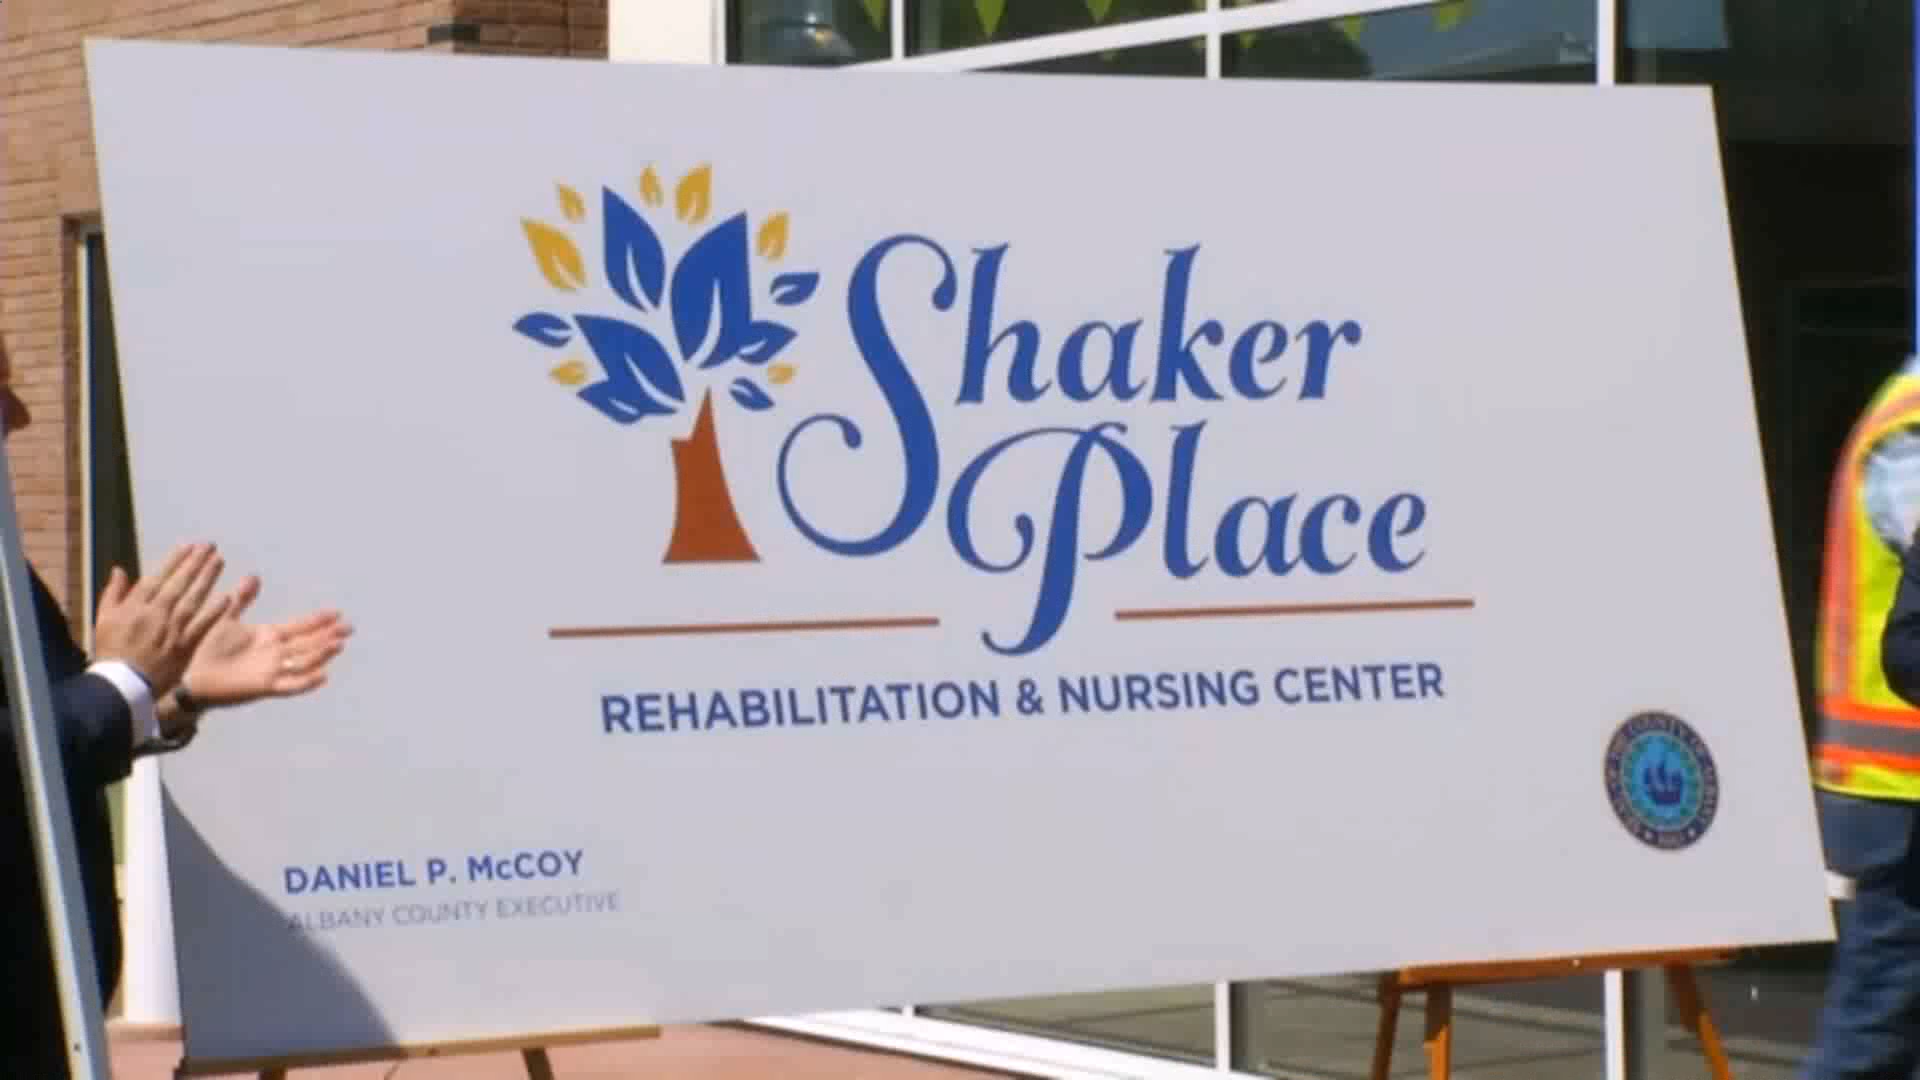 Shaker
Place
REHABILITATION & NURSING CENTER
DANIEL P. McCOY
ALBANY COUNTY EXECUTIVE